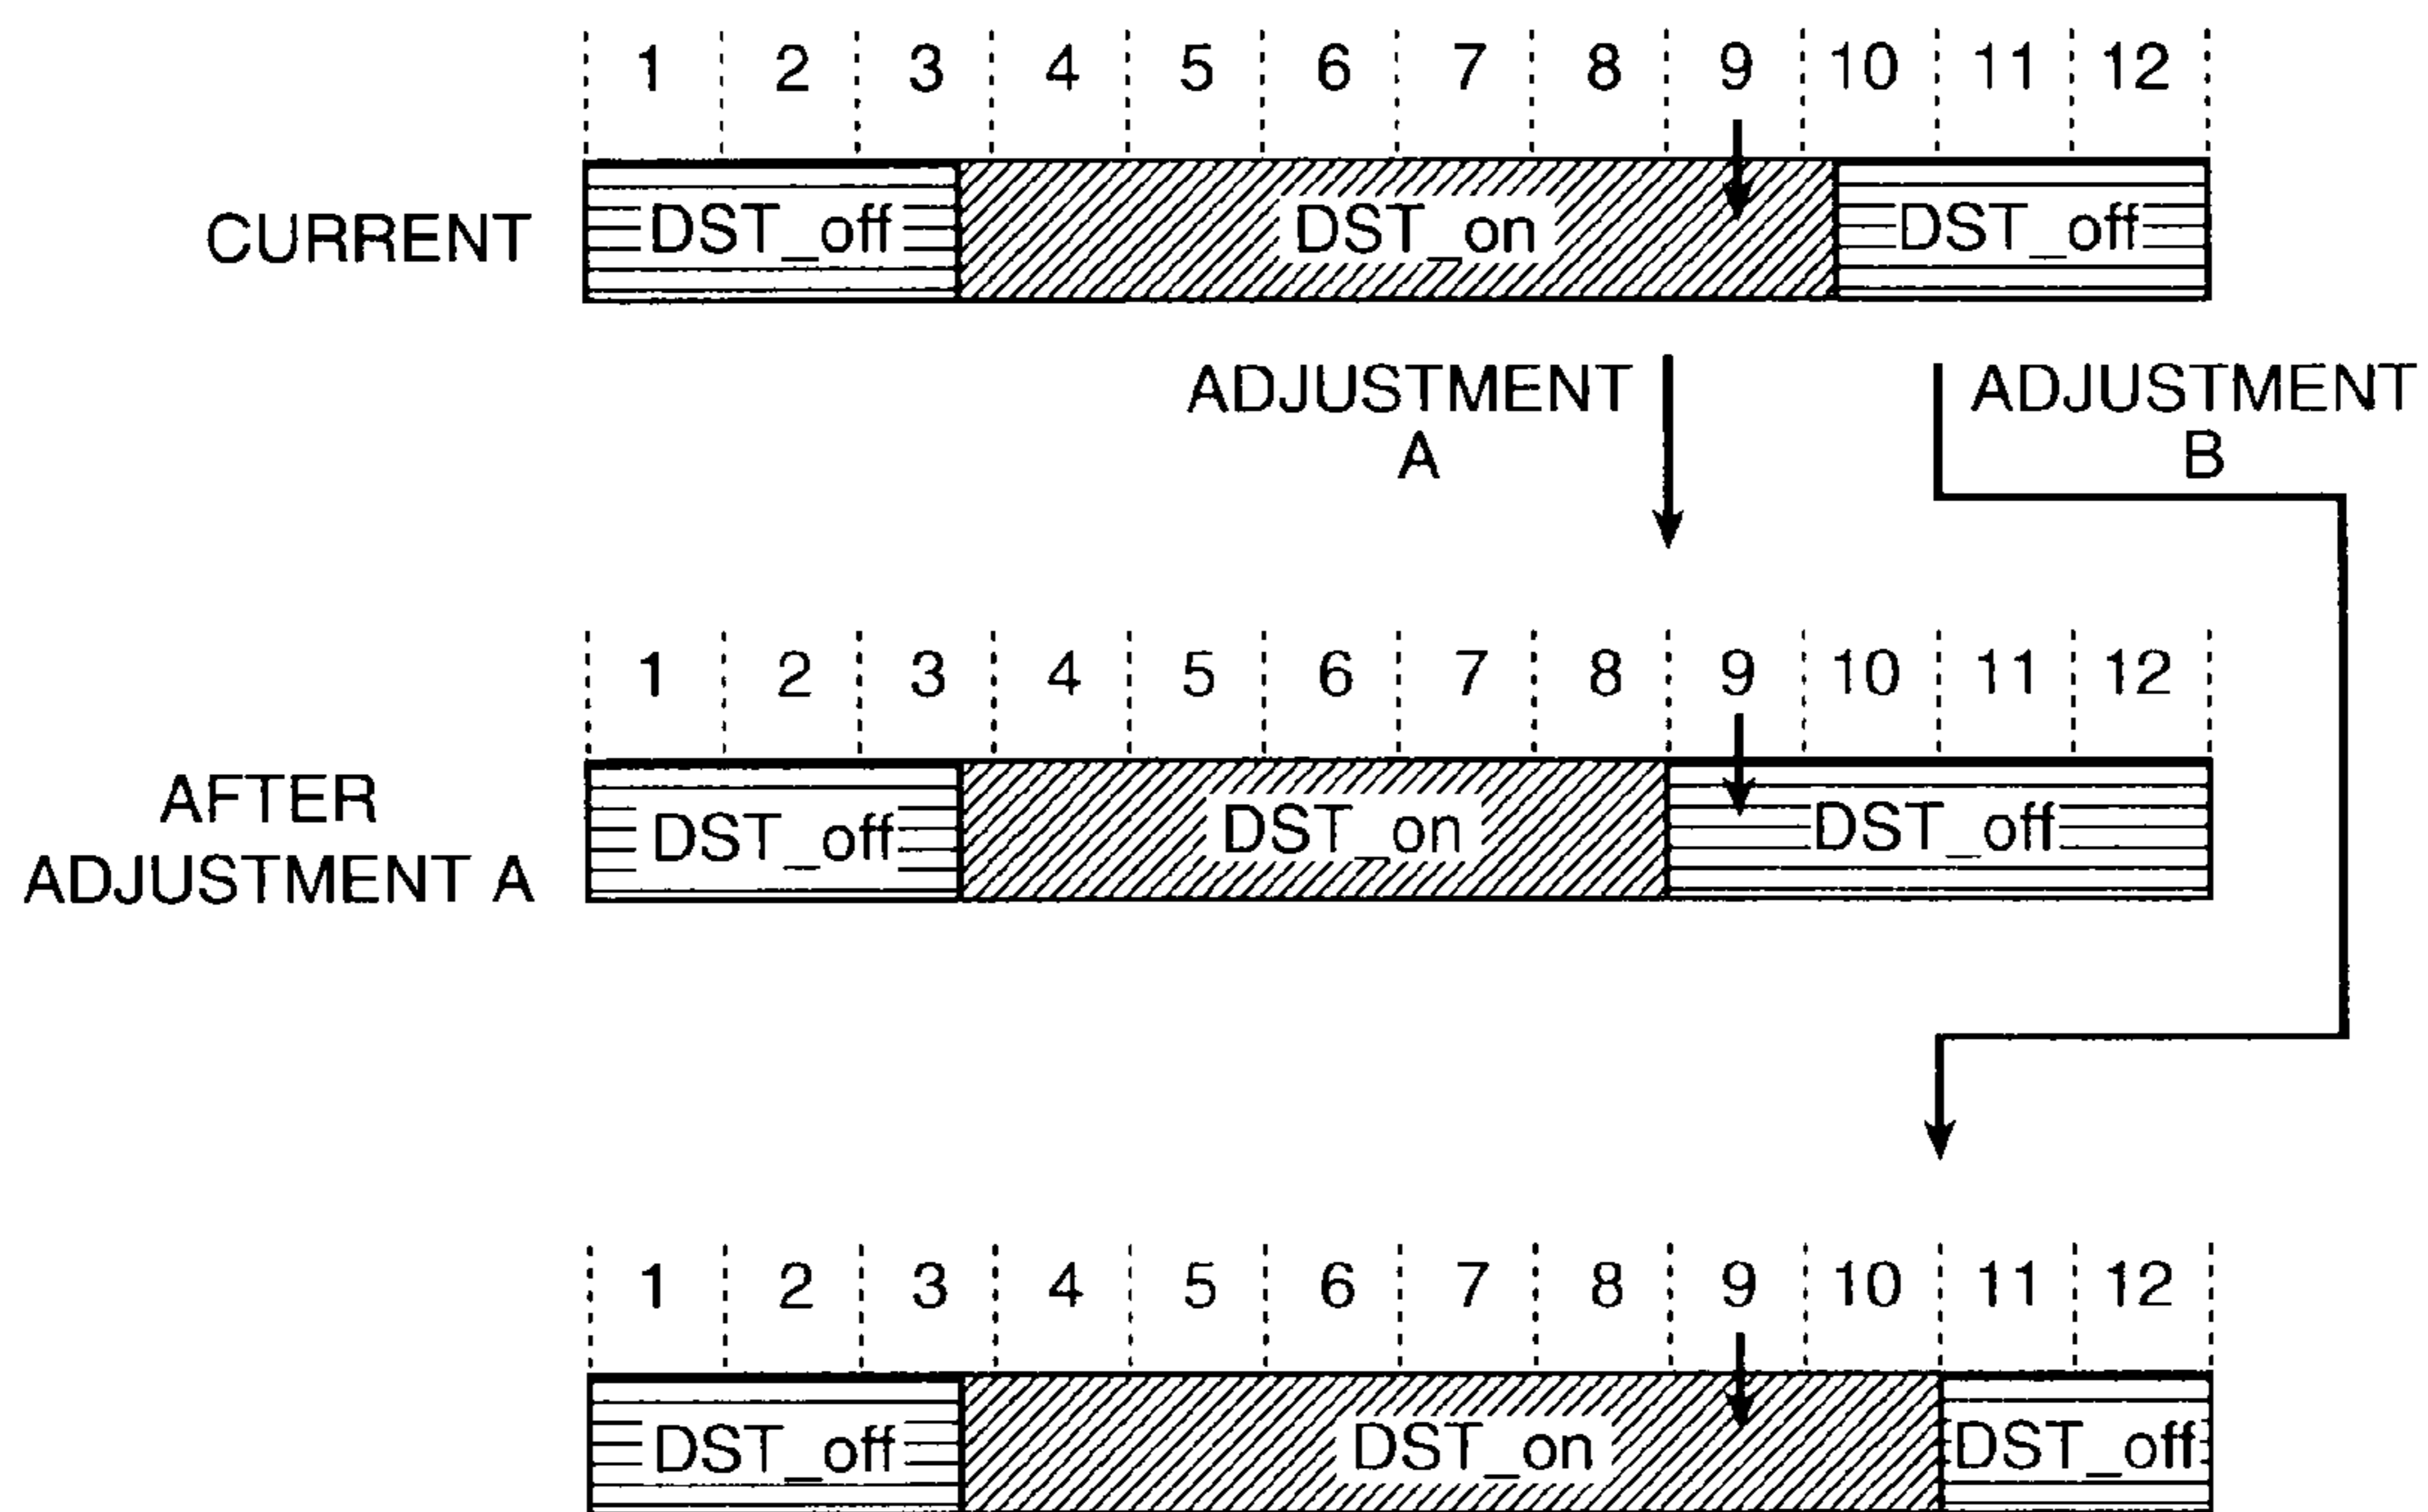 1 2 3 4 5 6 7 8 9 10 11 12
CURRENT
DST_off DST_on DST_off
ADJUSTMENT
A
ADJUSTMENT
B
1 2 3 4 5 6 7 8 9 10 11 12
AFTER
ADJUSTMENT A
DST_off DST_on DST_off
1 2 3 4 5 6 7 8 9 10 11 12
DST_off DST_on DST_off